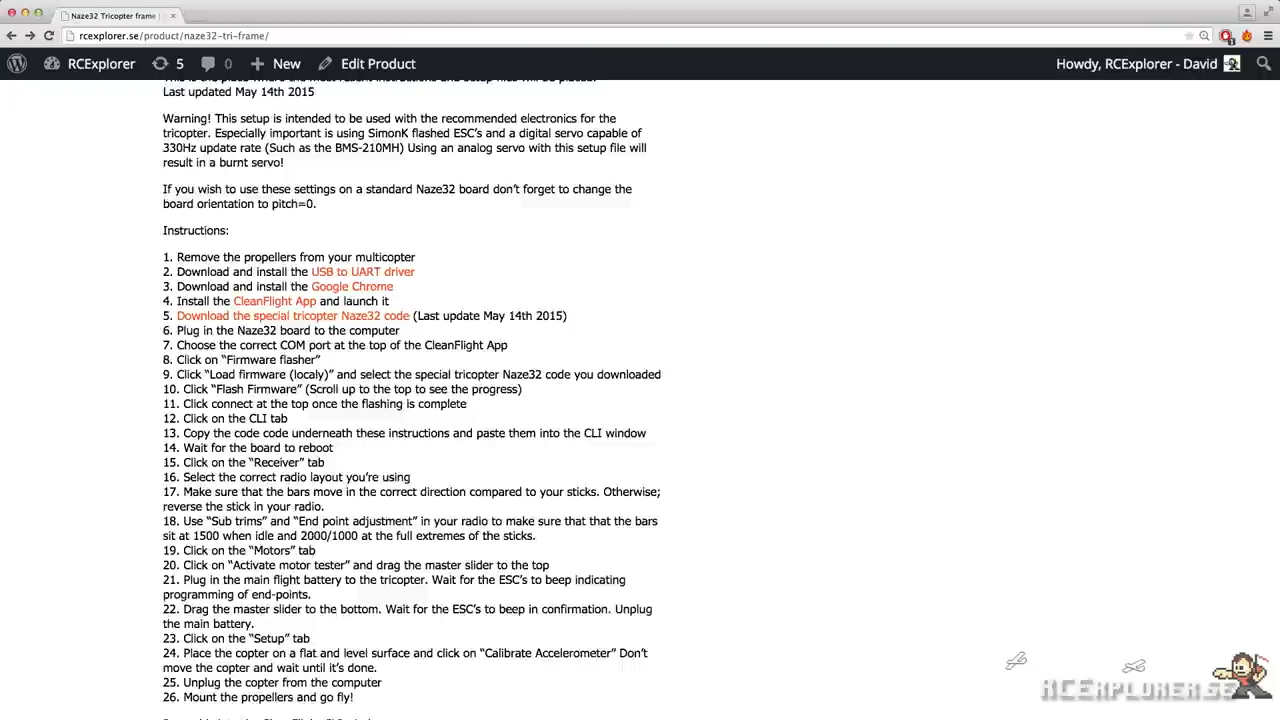 Naze32 Tricopter frame |
rcexplorer.se/product/naze32-tri-frame/
RCExplorer 5 0 New Edit Product Howdy, RCExplorer - David
Last updated May 14th 2015
Warning! This setup is intended to be used with the recommended electronics for the
tricopter. Especially important is using SimonK flashed ESC's and a digital servo capable of
330Hz update rate (Such as the BMS-210MH) Using an analog servo with this setup file will
result in a burnt servo!
If you wish to use these settings on a standard Naze32 board don't forget to change the
board orientation to pitch=0.
Instructions:
1. Remove the propellers from your multicopter
2. Download and install the USB to UART driver
3. Download and install the Google Chrome
4. Install the CleanFlight App and launch it
5. Download the special tricopter Naze32 code (Last update May 14th 2015)
6. Plug in the Naze32 board to the computer
7. Choose the correct COM port at the top of the CleanFlight App
8. Click on "Firmware flasher"
9. Click "Load firmware (localy)" and select the special tricopter Naze32 code you downloaded
10. Click "Flash Firmware" (Scroll up to the top to see the progress)
11. Click connect at the top once the flashing is complete
12. Click on the CLI tab
13. Copy the code code underneath these instructions and paste them into the CLI window
14. Wait for the board to reboot
15. Click on the "Receiver" tab
16. Select the correct radio layout you're using
17. Make sure that the bars move in the correct direction compared to your sticks. Otherwise;
reverse the stick in your radio.
18. Use "Sub trims" and "End point adjustment" in your radio to make sure that that the bars
sit at 1500 when idle and 2000/1000 at the full extremes of the sticks.
19. Click on the "Motors" tab
20. Click on "Activate motor tester" and drag the master slider to the top
21. Plug in the main flight battery to the tricopter. Wait for the ESC's to beep indicating
programming of end-points.
22. Drag the master slider to the bottom. Wait for the ESC's to beep in confirmation. Unplug
the main battery.
23. Click on the "Setup" tab
24. Place the copter on a flat and level surface and click on "Calibrate Accelerometer" Don't
move the copter and wait until it's done.
25. Unplug the copter from the computer
26. Mount the propellers and go fly!
RCEXPLORER.SE